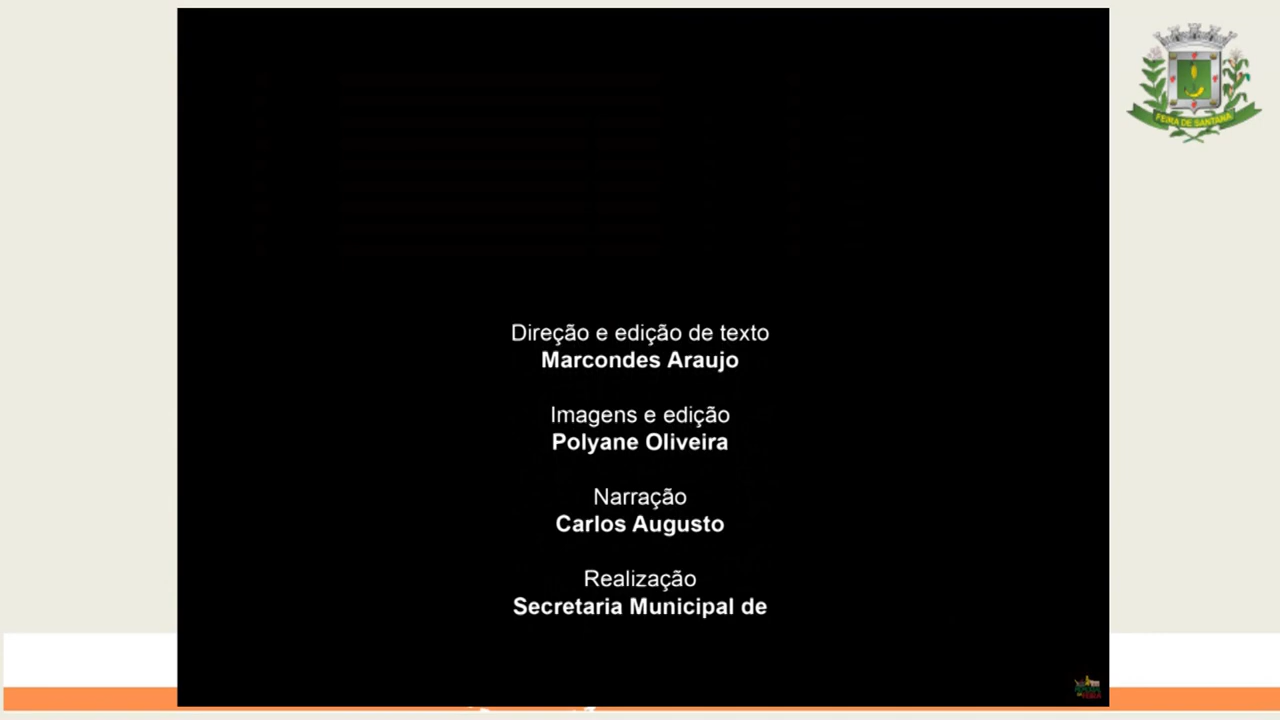 FEIRA DE SANTANA
Direção e edição de texto
Marcondes Araujo
Imagens e edição
Polyane Oliveira
Narração
Carlos Augusto
Realização
Secretaria Municipal de